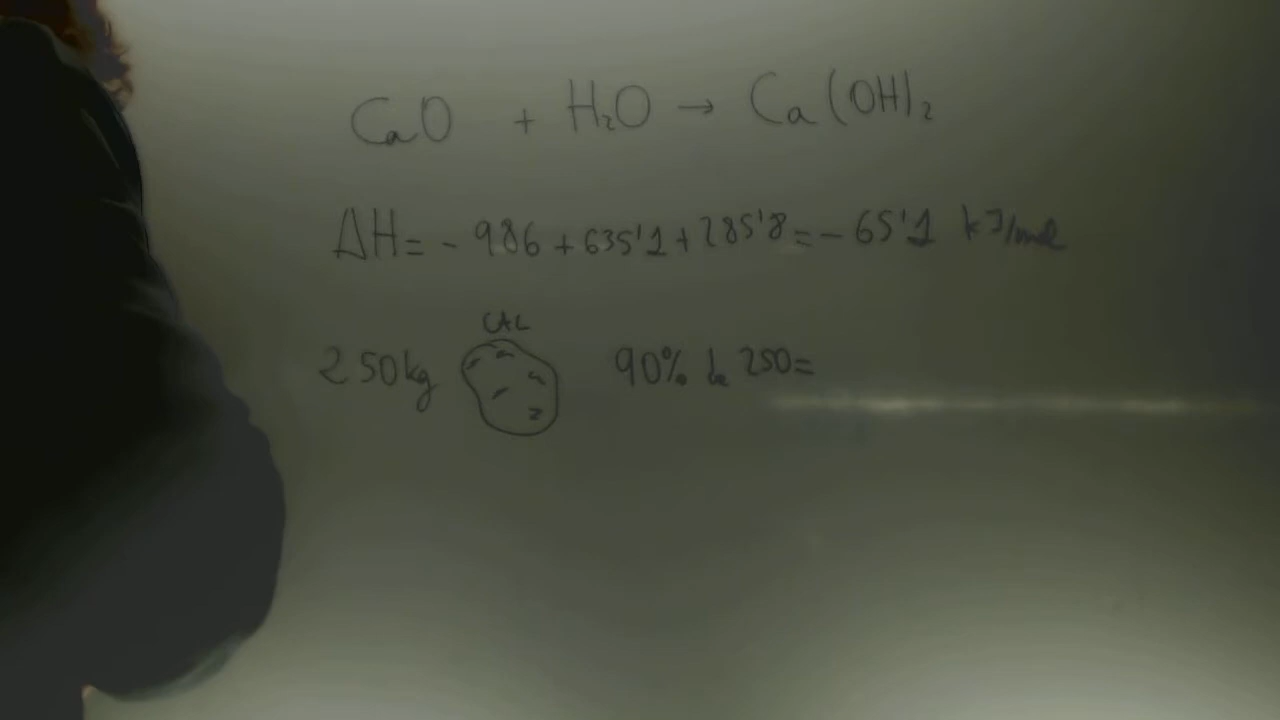 CaO + H₂O → Ca(OH)₂
ΔH = - 986 + 635'1 + 285'8 = - 65'1 kJ/mol
CAL
250kg 90% de 250=